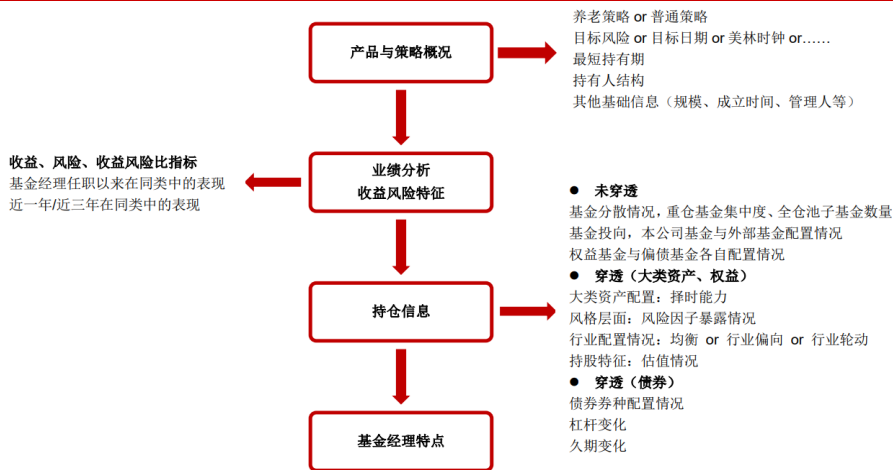 产品与策略概况
养老策略 or 普通策略
目标风险 or 目标日期 or 美林时钟 or……
最短持有期
持有人结构
其他基础信息（规模、成立时间、管理人等）
业绩分析
收益风险特征
收益、风险、收益风险比指标
基金经理任职以来在同类中的表现
近一年/近三年在同类中的表现
持仓信息
● 未穿透
基金分散情况，重仓基金集中度、全仓池子基金数量
基金投向，本公司基金与外部基金配置情况
权益基金与偏债基金各自配置情况
● 穿透（大类资产、权益）
大类资产配置：择时能力
风格层面：风险因子暴露情况
行业配置情况：均衡 or 行业偏向 or 行业轮动
持股特征：估值情况
● 穿透（债券）
债券券种配置情况
杠杆变化
久期变化
基金经理特点